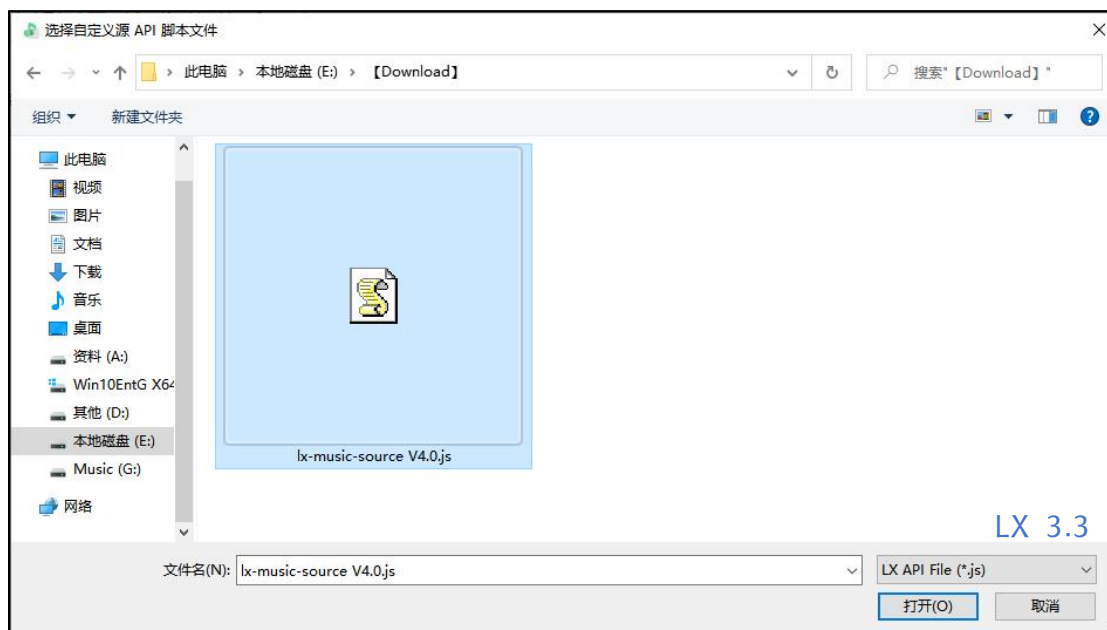 选择自定义源 API 脚本文件
此电脑 › 本地磁盘 (E:) › 【Download】
搜索"【Download】"
组织 新建文件夹
此电脑
视频
图片
文档
下载
音乐
桌面
资料 (A:)
Win10EntG X64
其他 (D:)
本地磁盘 (E:)
Music (G:)
网络
lx-music-source V4.0.js
LX 3.3
文件名(N): lx-music-source V4.0.js LX API File (*.js)
打开(O) 取消